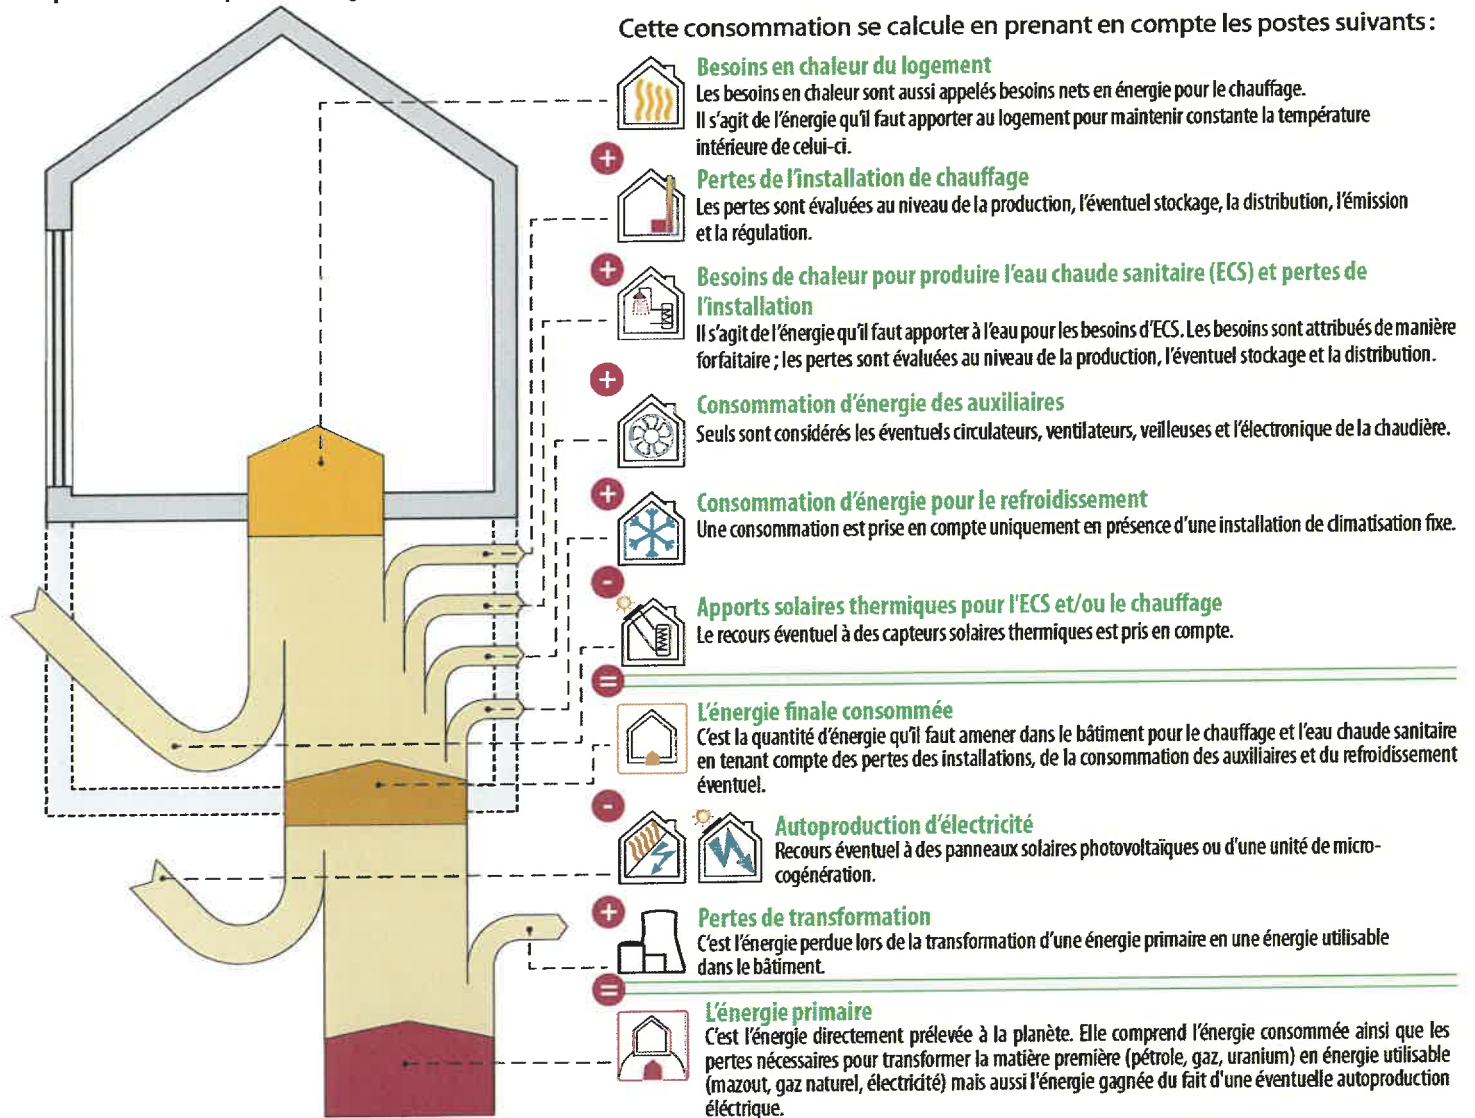 Cette consommation se calcule en prenant en compte les postes suivants :
Besoins en chaleur du logement
Les besoins en chaleur sont aussi appelés besoins nets en énergie pour le chauffage.
Il s'agit de l'énergie qu'il faut apporter au logement pour maintenir constante la température
intérieure de celui-ci.
+
Pertes de l'installation de chauffage
Les pertes sont évaluées au niveau de la production, l'éventuel stockage, la distribution, l'émission
et la régulation.
+
Besoins de chaleur pour produire l'eau chaude sanitaire (ECS) et pertes de
l'installation
Il s'agit de l'énergie qu'il faut apporter à l'eau pour les besoins d'ECS. Les besoins sont attribués de manière
forfaitaire ; les pertes sont évaluées au niveau de la production, l'éventuel stockage et la distribution.
+
Consommation d'énergie des auxiliaires
Seuls sont considérés les éventuels circulateurs, ventilateurs, veilleuses et l'électronique de la chaudière.
+
Consommation d'énergie pour le refroidissement
Une consommation est prise en compte uniquement en présence d'une installation de climatisation fixe.
-
Apports solaires thermiques pour l'ECS et/ou le chauffage
Le recours éventuel à des capteurs solaires thermiques est pris en compte.
=
L'énergie finale consommée
C'est la quantité d'énergie qu'il faut amener dans le bâtiment pour le chauffage et l'eau chaude sanitaire
en tenant compte des pertes des installations, de la consommation des auxiliaires et du refroidissement
éventuel.
-
Autoproduction d'électricité
Recours éventuel à des panneaux solaires photovoltaïques ou d'une unité de micro-
cogénération.
+
Pertes de transformation
C'est l'énergie perdue lors de la transformation d'une énergie primaire en une énergie utilisable
dans le bâtiment.
=
L'énergie primaire
C'est l'énergie directement prélevée à la planète. Elle comprend l'énergie consommée ainsi que les
pertes nécessaires pour transformer la matière première (pétrole, gaz, uranium) en énergie utilisable
(mazout, gaz naturel, électricité) mais aussi l'énergie gagnée du fait d'une éventuelle autoproduction
éléctrique.